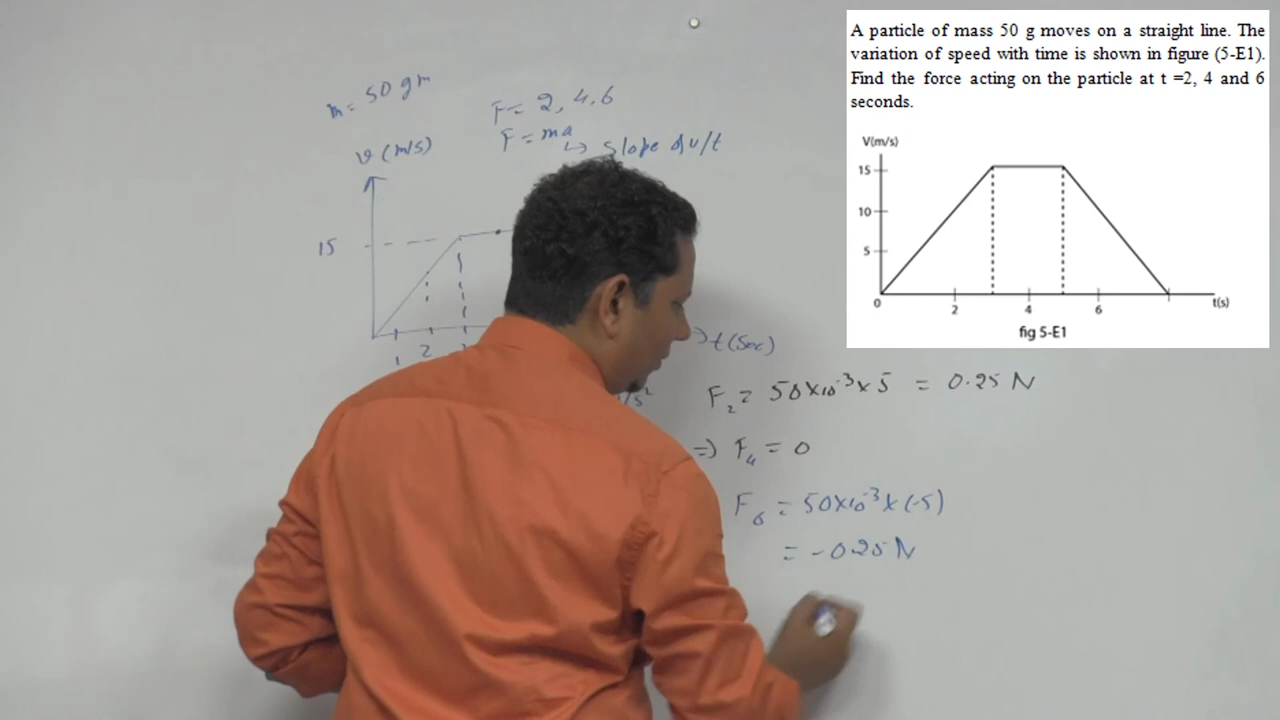 m = 50 gm
F = 2, 4, 6
F = ma
↳ slope of v/t
v (m/s)
15
1 2
→ t (sec)
/s²
F₂ = 50×10⁻³×5 = 0.25 N
=) F₄ = 0
F₆ = 50×10⁻³×(-5)
= -0.25 N
A particle of mass 50 g moves on a straight line. The
variation of speed with time is shown in figure (5-E1).
Find the force acting on the particle at t =2, 4 and 6
seconds.
V(m/s)
15
10
5
0 2 4 6 t(s)
fig 5-E1